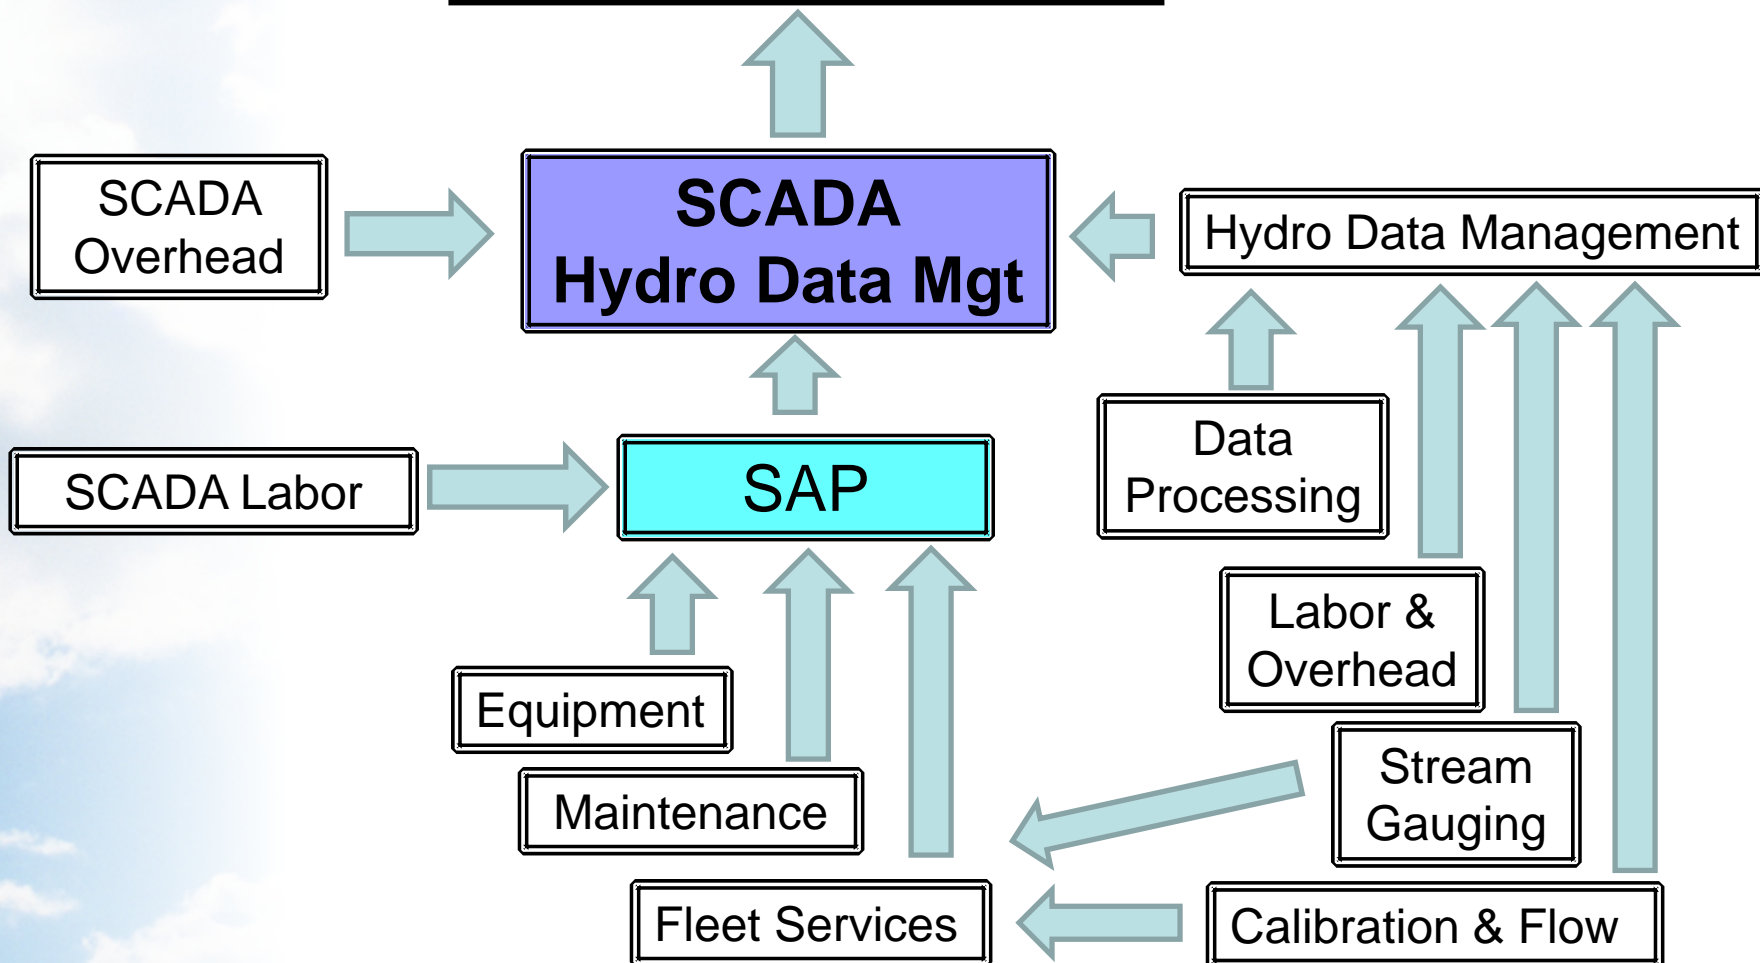 SCADA
Overhead
SCADA
Hydro Data Mgt
Hydro Data Management
SCADA Labor
SAP
Data
Processing
Labor &
Overhead
Equipment
Maintenance
Stream
Gauging
Fleet Services
Calibration & Flow